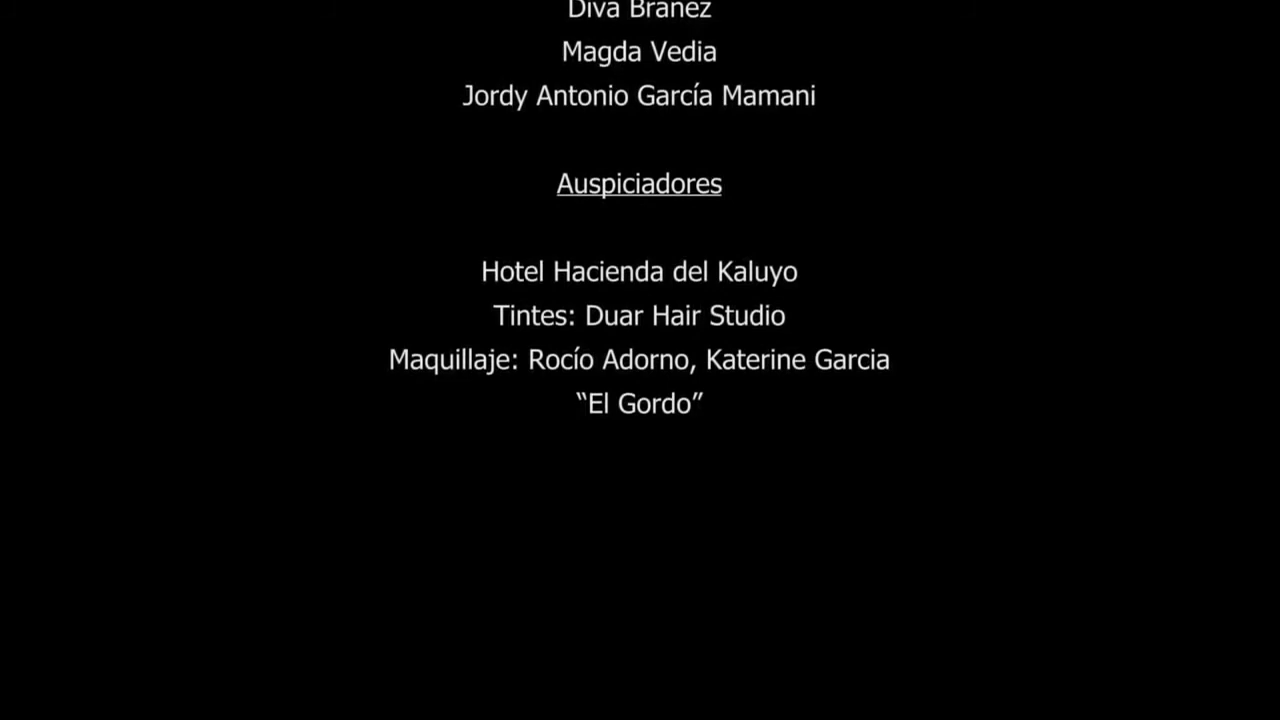 Diva Brañez
Magda Vedia
Jordy Antonio García Mamani
Auspiciadores
Hotel Hacienda del Kaluyo
Tintes: Duar Hair Studio
Maquillaje: Rocío Adorno, Katerine Garcia
“El Gordo”